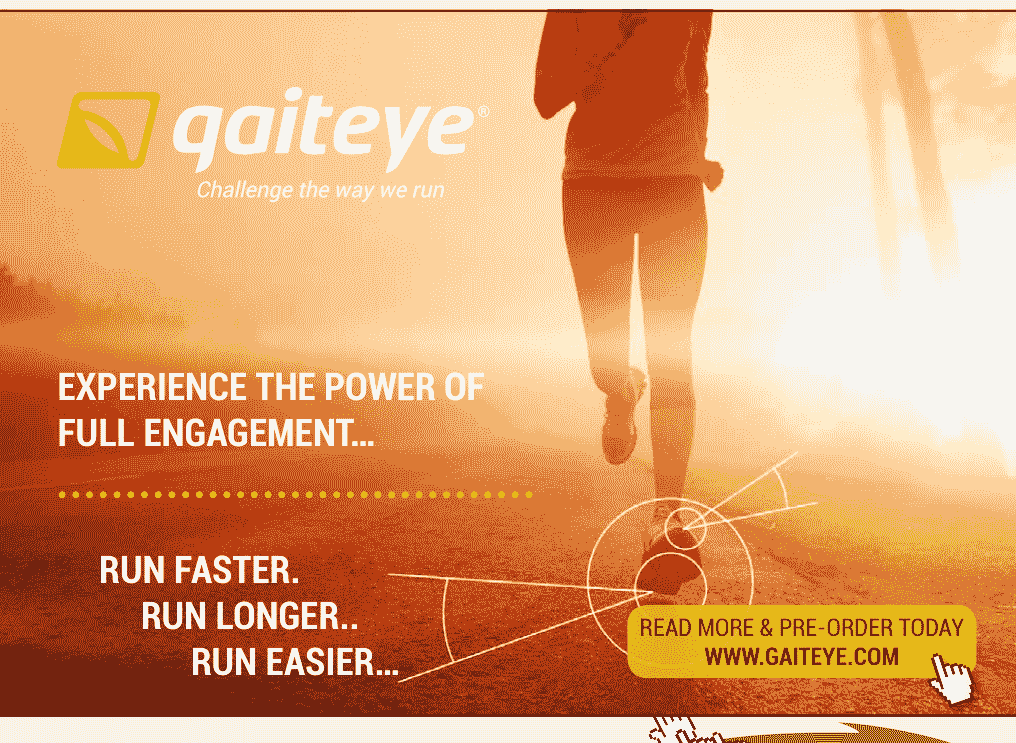 gaiteye®
Challenge the way we run
EXPERIENCE THE POWER OF
FULL ENGAGEMENT...
RUN FASTER.
RUN LONGER..
RUN EASIER...
READ MORE & PRE-ORDER TODAY
WWW.GAITEYE.COM